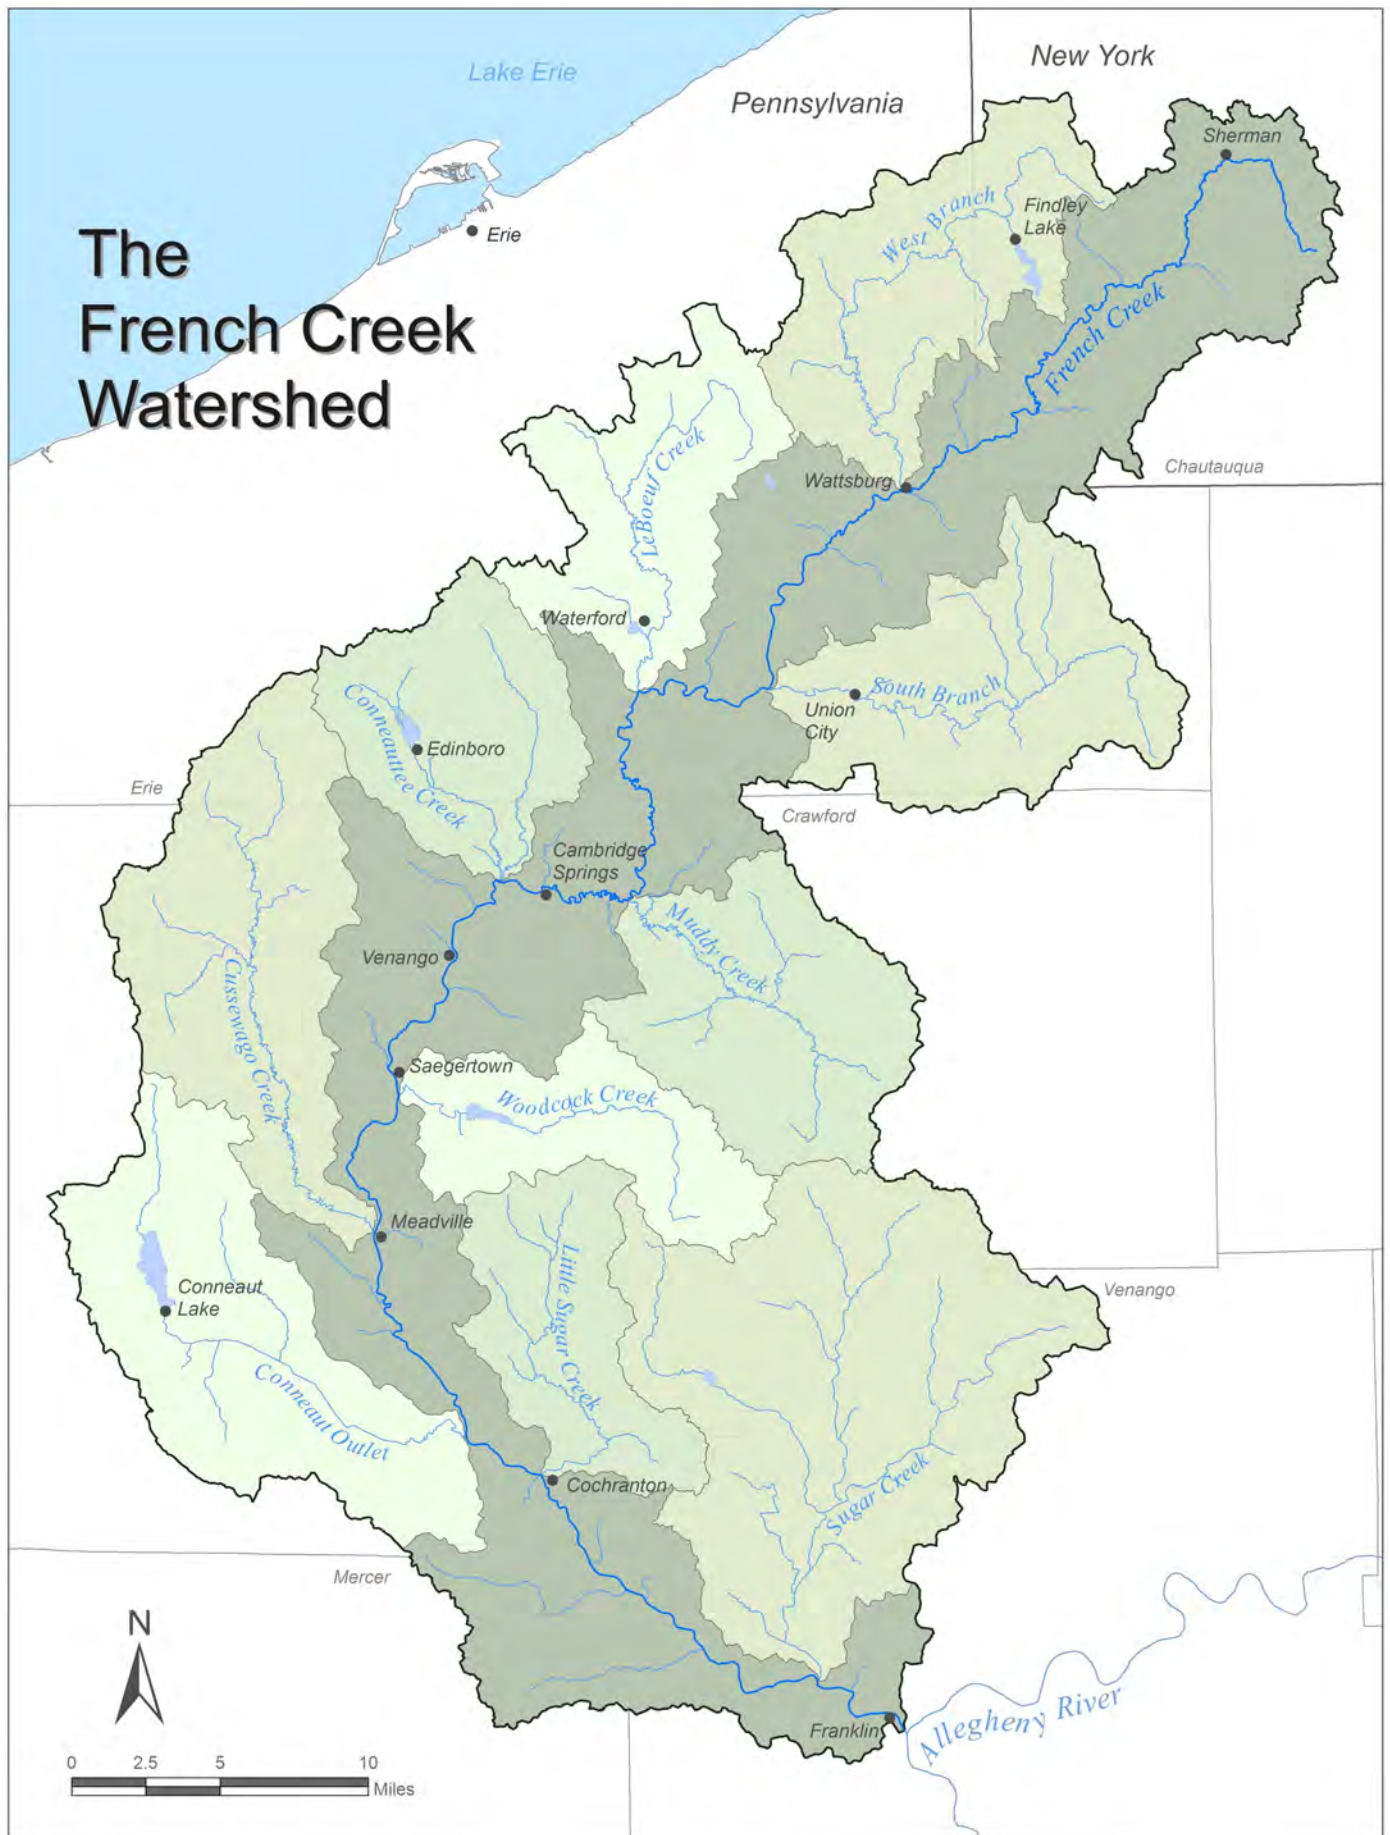 Lake Erie
New York
Pennsylvania
Sherman
West Branch
Findley
Lake
Erie
The
French Creek
Watershed
French Creek
LeBoeuf Creek
Chautauqua
Wattsburg
Waterford
South Branch
Union
City
Conneauttee Creek
Edinboro
Erie
Crawford
Cambridge
Springs
Muddy Creek
Venango
Cussewago Creek
Saegertown
Woodcock Creek
Meadville
Little Sugar Creek
Conneaut
Lake
Venango
Conneaut Outlet
Sugar Creek
Cochranton
Mercer
N
Allegheny River
Franklin
0 2.5 5 10
Miles